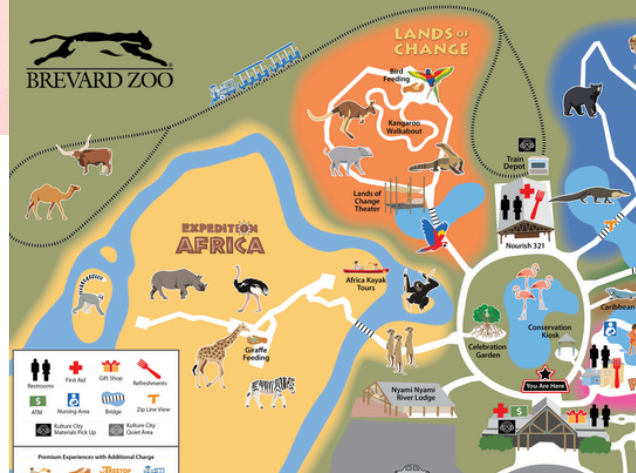 BREVARD ZOO
LANDS OF
CHANGE
Bird
Feeding
Kangaroo
Walkabout
Lands of
Change
Theater
Train
Depot
Nourish 321
EXPEDITION
AFRICA
Africa Kayak
Tours
Giraffe
Feeding
Caribbean
Conservation
Kiosk
Celebration
Garden
You Are Here
Nyami Nyami
River Lodge
Restrooms
First Aid
Gift Shop
Refreshments
$
ATM
Nursing Area
Bridge
Zip Line View
Kulture City
Materials Pick Up
Kulture City
Quiet Area
Premium Experiences with Additional Charge
TREETOP
$